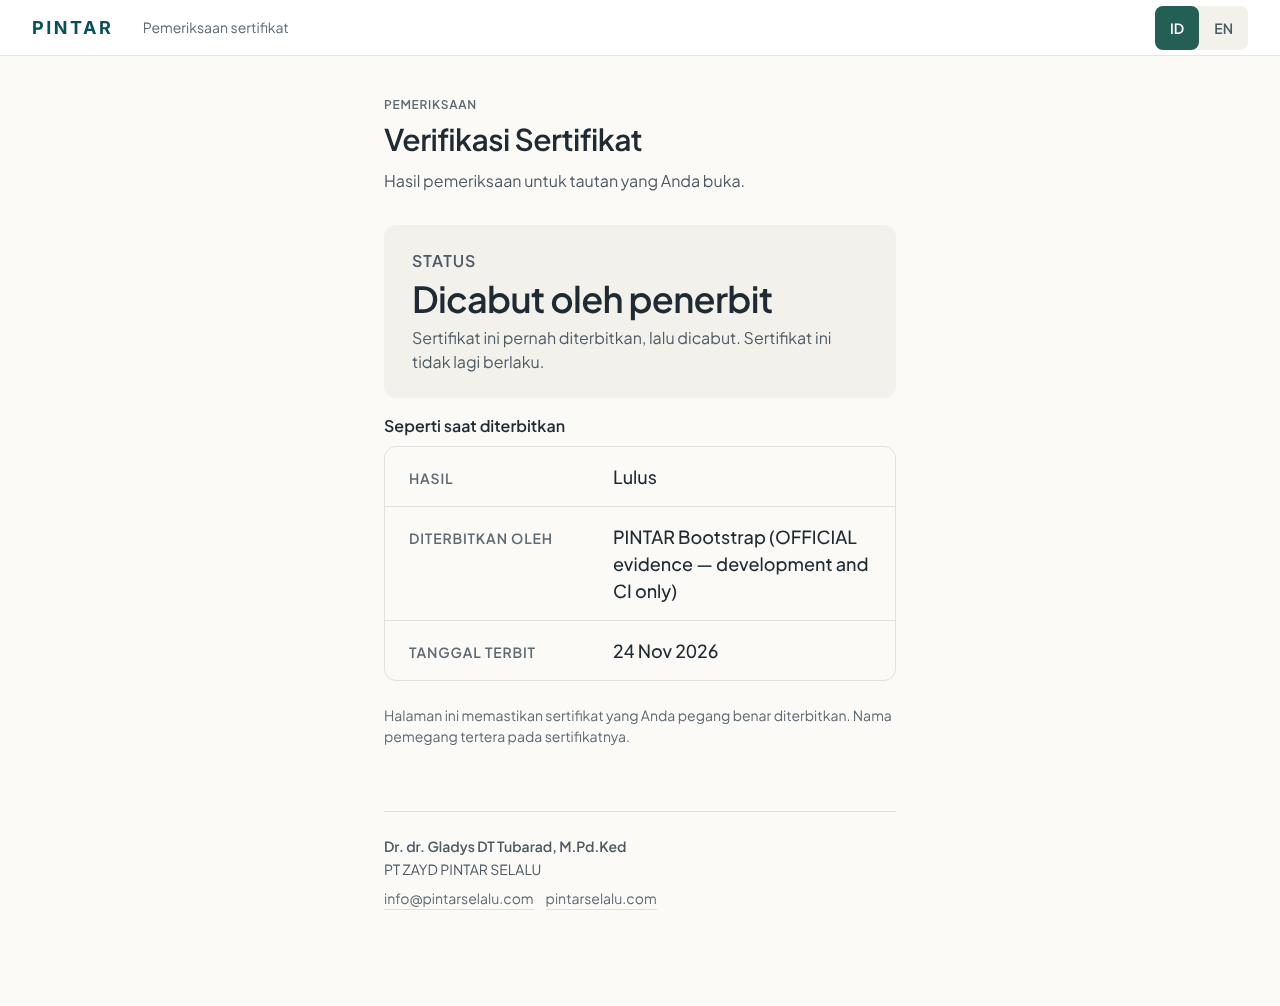 PINTAR
Pemeriksaan sertifikat
ID
EN
PEMERIKSAAN
Verifikasi Sertifikat
Hasil pemeriksaan untuk tautan yang Anda buka.
STATUS
Dicabut oleh penerbit
Sertifikat ini pernah diterbitkan, lalu dicabut. Sertifikat ini
tidak lagi berlaku.
Seperti saat diterbitkan
HASIL
Lulus
DITERBITKAN OLEH
PINTAR Bootstrap (OFFICIAL
evidence — development and
CI only)
TANGGAL TERBIT
24 Nov 2026
Halaman ini memastikan sertifikat yang Anda pegang benar diterbitkan. Nama
pemegang tertera pada sertifikatnya.
Dr. dr. Gladys DT Tubarad, M.Pd.Ked
PT ZAYD PINTAR SELALU
info@pintarselalu.com
pintarselalu.com